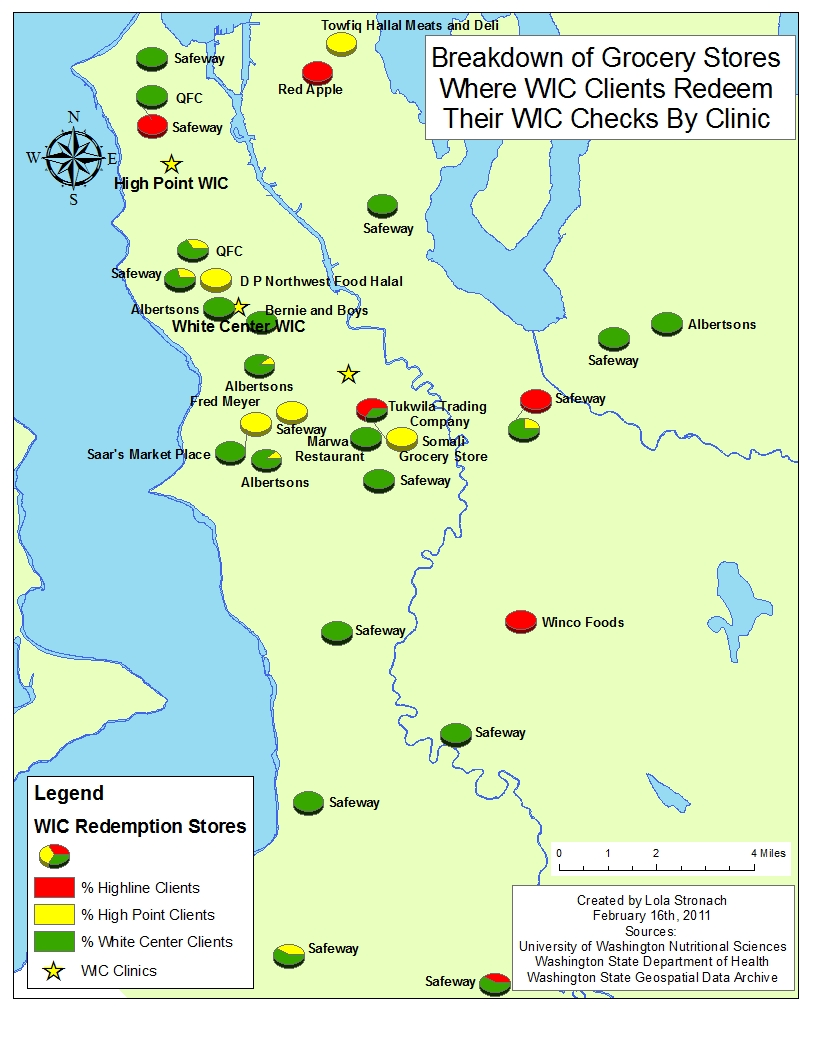 Towfiq Hallal Meats and Deli
Breakdown of Grocery Stores
Where WIC Clients Redeem
Their WIC Checks By Clinic
Safeway
Red Apple
QFC
Safeway
N
W
E
S
High Point WIC
Safeway
QFC
Safeway
D P Northwest Food Halal
Albertsons
Bernie and Boys
White Center WIC
Albertsons
Safeway
Albertsons
Fred Meyer
Safeway
Tukwila Trading
Company
Safeway
Marwa
Restaurant
Somali
Grocery Store
Saar's Market Place
Albertsons
Safeway
Winco Foods
Safeway
Safeway
Safeway
Safeway
Safeway
Legend
WIC Redemption Stores
% Highline Clients
% High Point Clients
% White Center Clients
WIC Clinics
0 1 2 4 Miles
Created by Lola Stronach
February 16th, 2011
Sources:
University of Washington Nutritional Sciences
Washington State Department of Health
Washington State Geospatial Data Archive